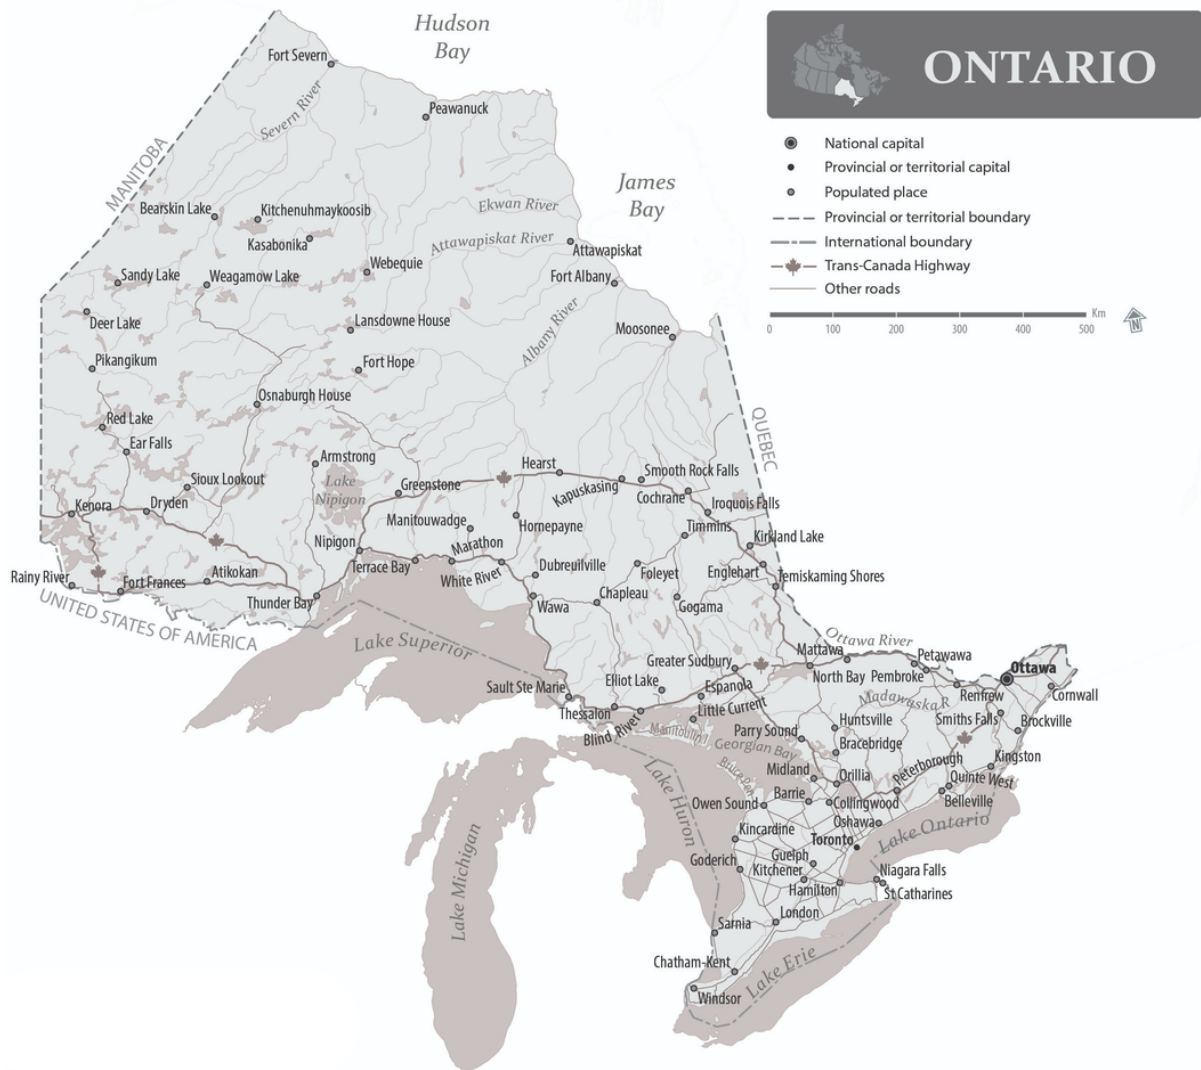 Hudson
Bay
ONTARIO
National capital
Provincial or territorial capital
Populated place
Provincial or territorial boundary
International boundary
Trans-Canada Highway
Other roads
0 100 200 300 400 500 Km
N
Fort Severn
Severn River
Peawanuck
MANITOBA
James
Bay
Bearskin Lake
Kitchenuhmaykoosib
Ekwan River
Kasabonika
Attawapiskat River
Attawapiskat
Sandy Lake
Weagamow Lake
Webequie
Fort Albany
Deer Lake
Lansdowne House
Albany River
Moosonee
Pikangikum
Fort Hope
Osnaburgh House
QUEBEC
Red Lake
Ear Falls
Armstrong
Hearst
Smooth Rock Falls
Sioux Lookout
Lake
Nipigon
Greenstone
Kapuskasing
Cochrane
Kenora
Dryden
Iroquois Falls
Manitouwadge
Hornepayne
Timmins
Nipigon
Marathon
Kirkland Lake
Rainy River
Fort Frances
Atikokan
Terrace Bay
White River
Dubreuilville
Foleyet
Englehart
Temiskaming Shores
UNITED STATES OF AMERICA
Thunder Bay
Wawa
Chapleau
Gogama
Lake Superior
Ottawa River
Greater Sudbury
Mattawa
Petawawa
Ottawa
Sault Ste Marie
Elliot Lake
Espanola
North Bay
Pembroke
Renfrew
Cornwall
Thessalon
Blind River
Little Current
Madawaska R
Manitoulin I
Parry Sound
Huntsville
Smiths Falls
Brockville
Georgian Bay
Bracebridge
Lake Huron
Bruce Pen
Midland
Orillia
Peterborough
Kingston
Quinte West
Owen Sound
Barrie
Collingwood
Belleville
Lake Michigan
Kincardine
Oshawa
Lake Ontario
Toronto
Goderich
Guelph
Kitchener
Niagara Falls
Hamilton
St Catharines
London
Sarnia
Chatham-Kent
Lake Erie
Windsor